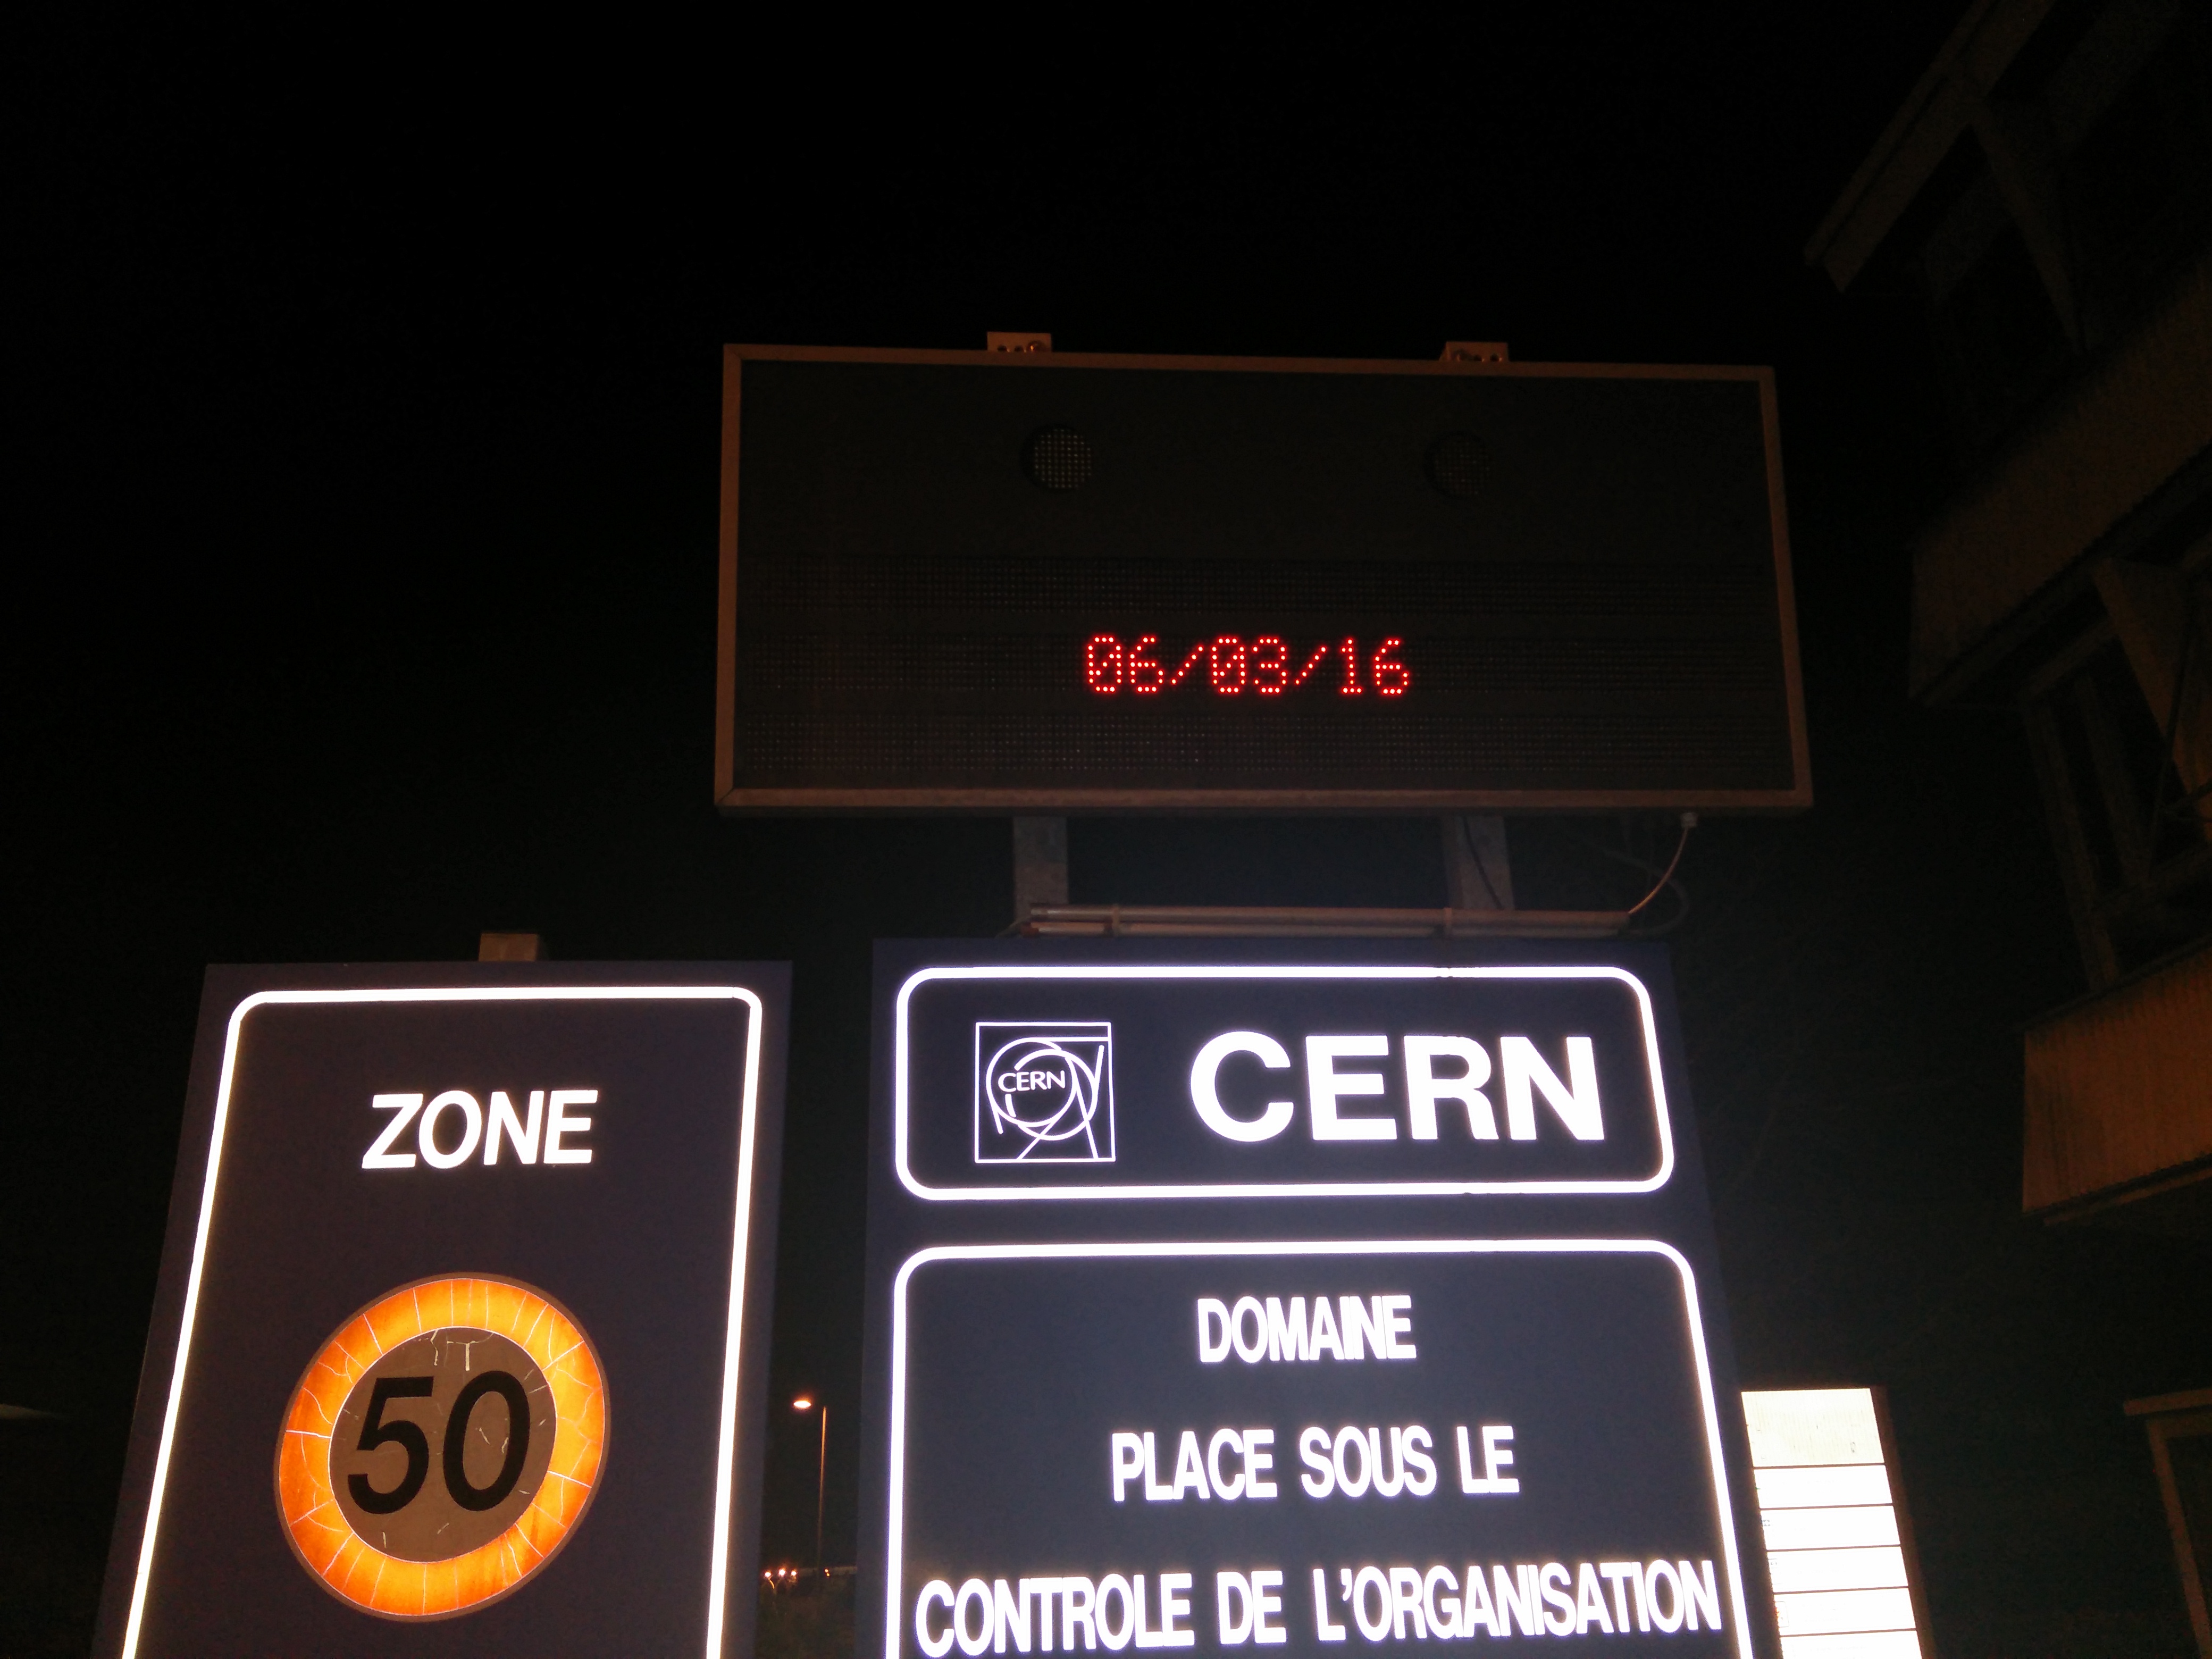 06/03/16
ZONE
50
CERN
CERN
DOMAINE
PLACE SOUS LE
CONTROLE DE L'ORGANISATION